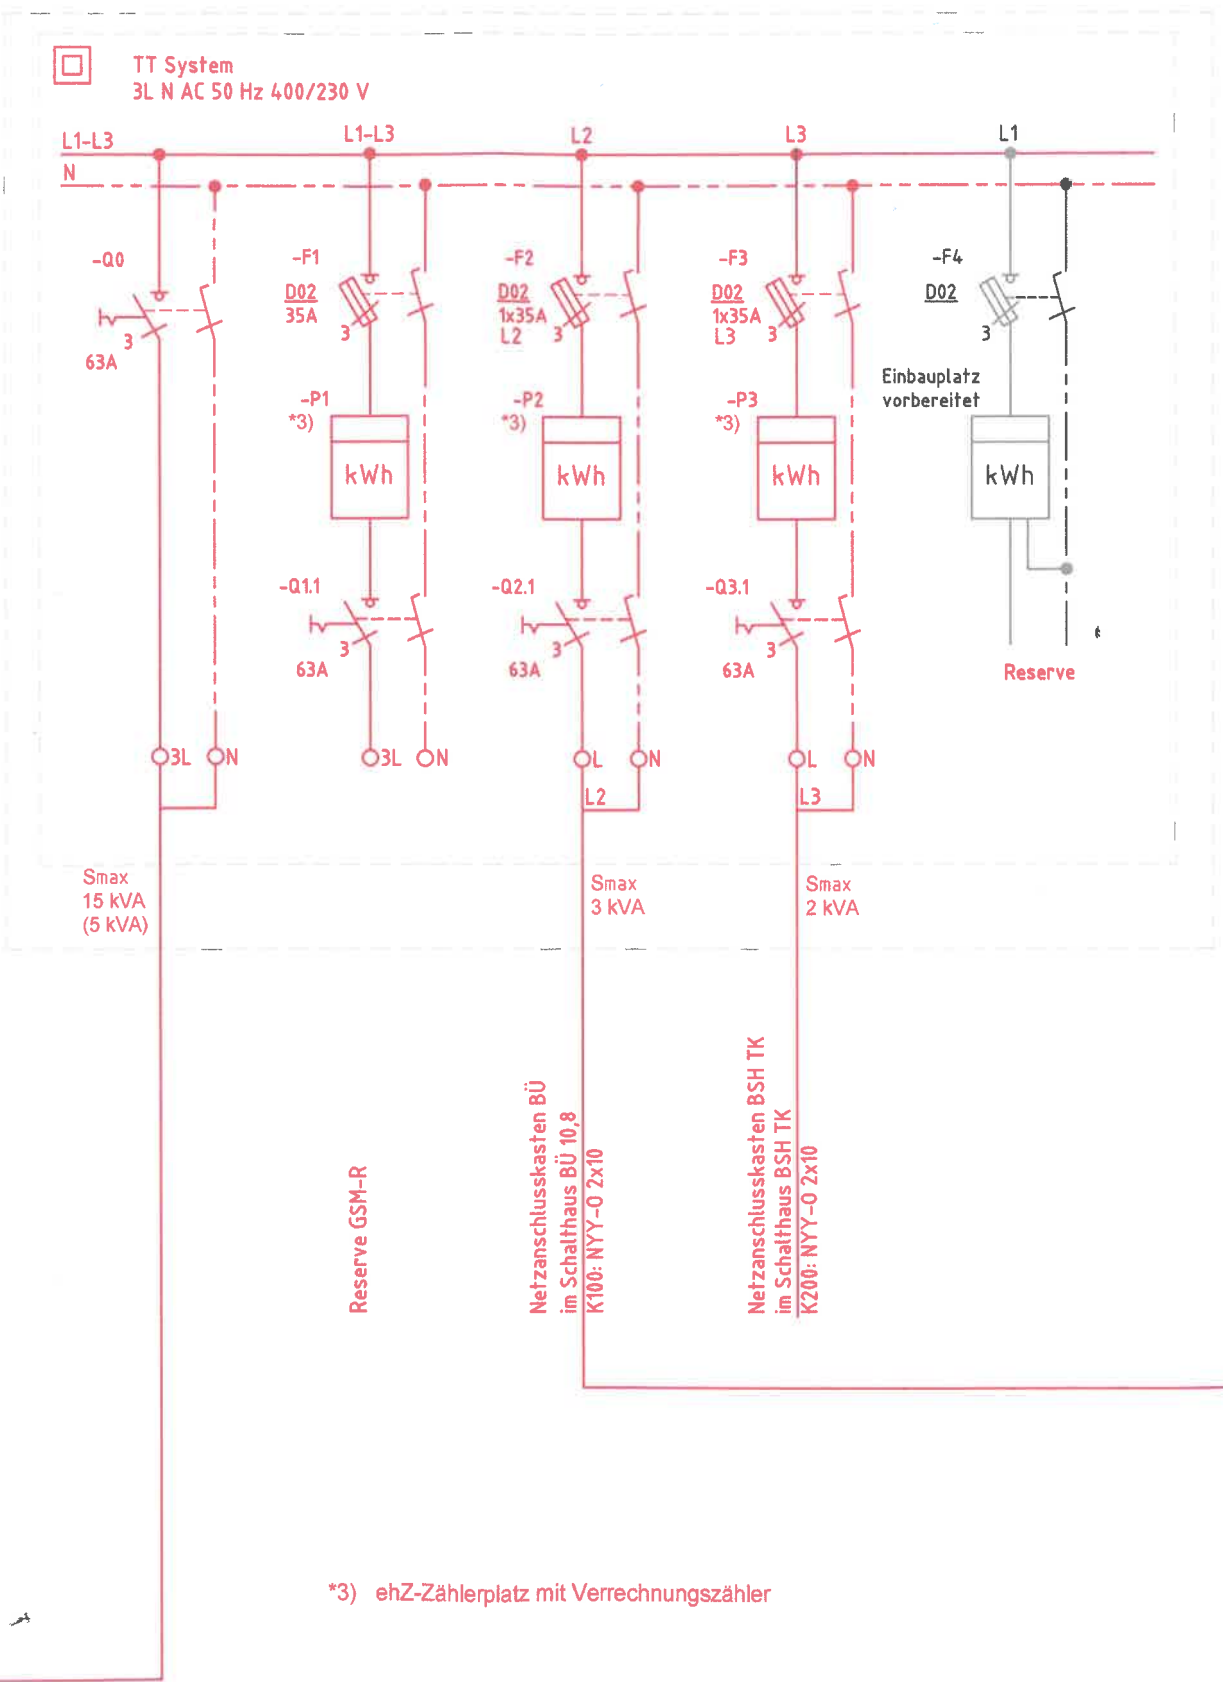 TT System
3L N AC 50 Hz 400/230 V
L1-L3
L1-L3
L2
L3
L1
N
-Q0
3
63A
-F1
D02
35A
3
-F2
D02
1x35A
L2
3
-F3
D02
1x35A
L3
3
-F4
D02
3
Einbauplatz
vorbereitet
-P1
*3)
kWh
-P2
*3)
kWh
-P3
*3)
kWh
kWh
-Q1.1
3
63A
-Q2.1
3
63A
-Q3.1
3
63A
Reserve
3L
N
3L
N
L
N
L2
L
N
L3
Smax
15 kVA
(5 kVA)
Smax
3 kVA
Smax
2 kVA
Reserve GSM-R
Netzanschlusskasten BÜ
im Schalthaus BÜ 10,8
K100: NYY-O 2x10
Netzanschlusskasten BSH TK
im Schalthaus BSH TK
K200: NYY-O 2x10
*3) ehZ-Zählerplatz mit Verrechnungszähler